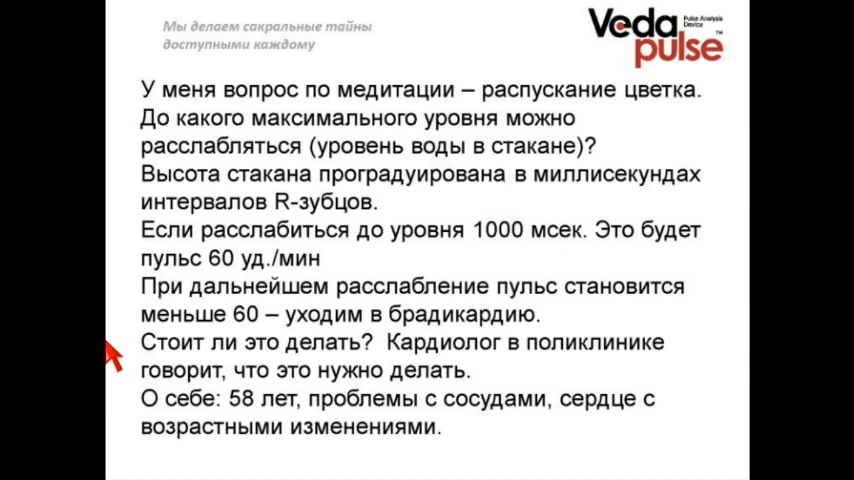 Мы делаем сакральные тайны
доступными каждому
Veda Pulse Analysis
Device
pulse ™
У меня вопрос по медитации – распускание цветка.
До какого максимального уровня можно
расслабляться (уровень воды в стакане)?
Высота стакана проградуирована в миллисекундах
интервалов R-зубцов.
Если расслабиться до уровня 1000 мсек. Это будет
пульс 60 уд./мин
При дальнейшем расслабление пульс становится
меньше 60 – уходим в брадикардию.
Стоит ли это делать?  Кардиолог в поликлинике
говорит, что это нужно делать.
О себе: 58 лет, проблемы с сосудами, сердце с
возрастными изменениями.